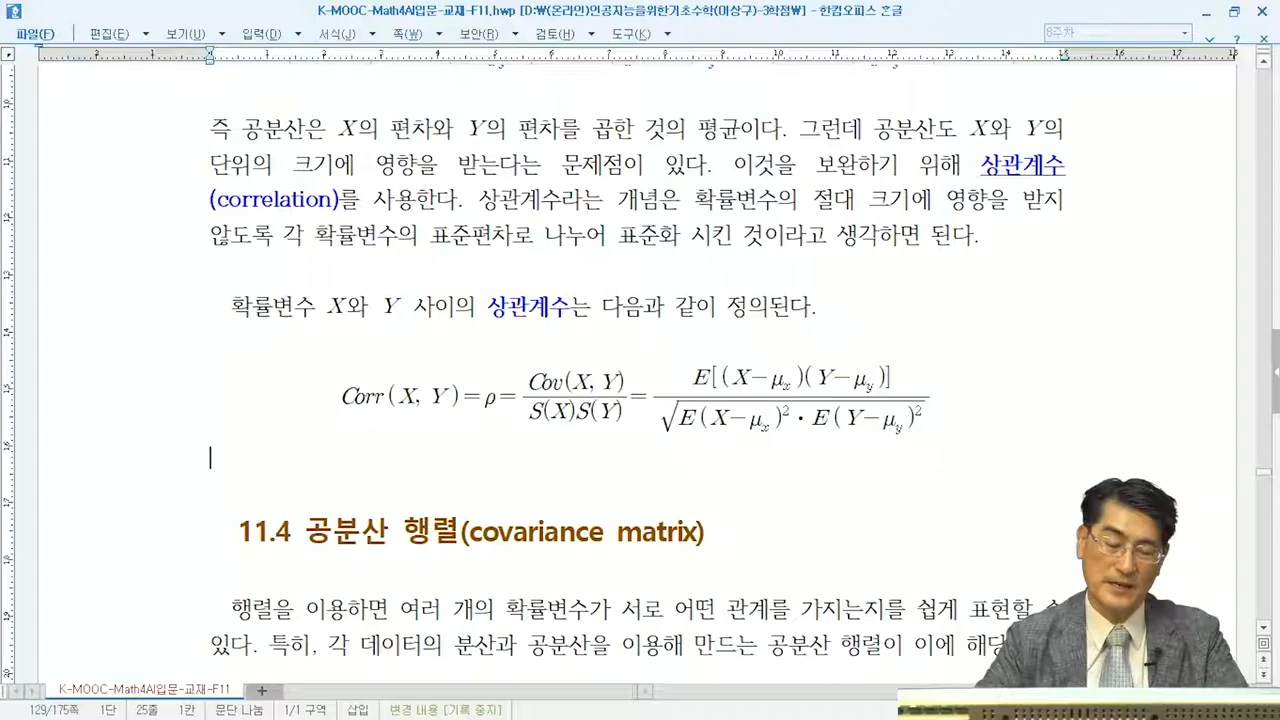 K-MOOC-Math4AI입문-교재-F11.hwp [D:₩(온라인)인공지능을위한기초수학(이상구)-3학점₩] - 한컴오피스 한글
파일(F) 편집(E) 보기(U) 입력(D) 서식(J) 쪽(W) 보안(B) 검토(H) 도구(K) 8주차
즉 공분산은 X의 편차와 Y의 편차를 곱한 것의 평균이다. 그런데 공분산도 X와 Y의
단위의 크기에 영향을 받는다는 문제점이 있다. 이것을 보완하기 위해 상관계수
(correlation)를 사용한다. 상관계수라는 개념은 확률변수의 절대 크기에 영향을 받지
않도록 각 확률변수의 표준편차로 나누어 표준화 시킨 것이라고 생각하면 된다.
확률변수 X와 Y 사이의 상관계수는 다음과 같이 정의된다.
Corr(X, Y)=ρ= Cov(X, Y) / S(X)S(Y) = E[(X−μx)(Y−μy)] / √E(X−μx)²・E(Y−μy)²
11.4 공분산 행렬(covariance matrix)
행렬을 이용하면 여러 개의 확률변수가 서로 어떤 관계를 가지는지를 쉽게 표현할
있다. 특히, 각 데이터의 분산과 공분산을 이용해 만드는 공분산 행렬이 이에
K-MOOC-Math4AI입문-교재-F11
129/175쪽 1단 25줄 1칸 문단 나눔 1/1 구역 삽입 변경 내용 [기록 중지]